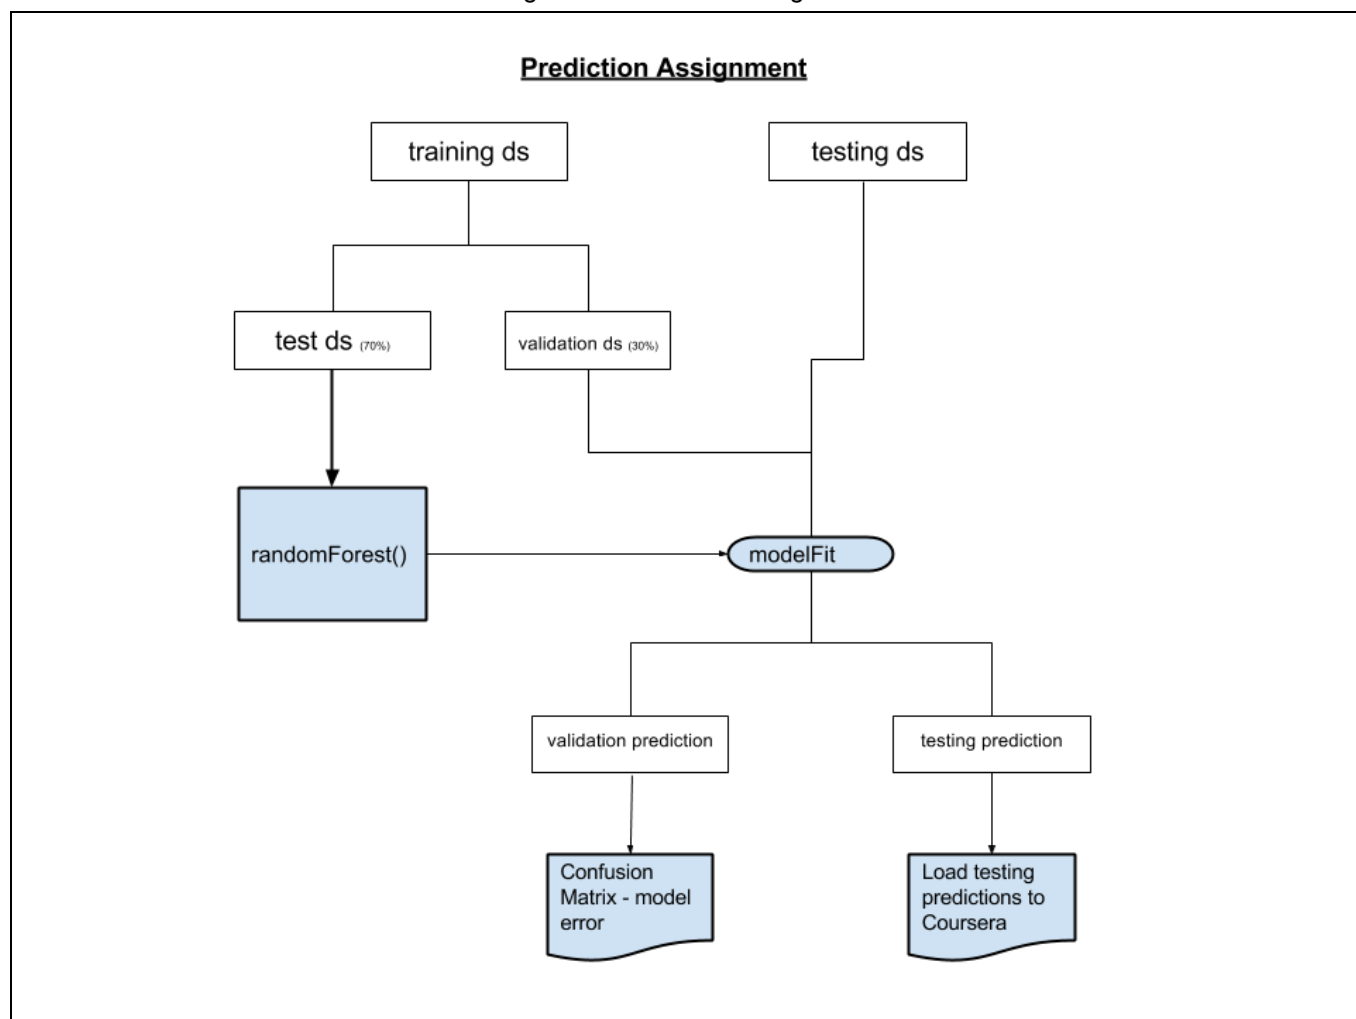 Prediction Assignment
training ds
testing ds
test ds (70%)
validation ds (30%)
randomForest()
modelFit
validation prediction
testing prediction
Confusion
Matrix - model
error
Load testing
predictions to
Coursera